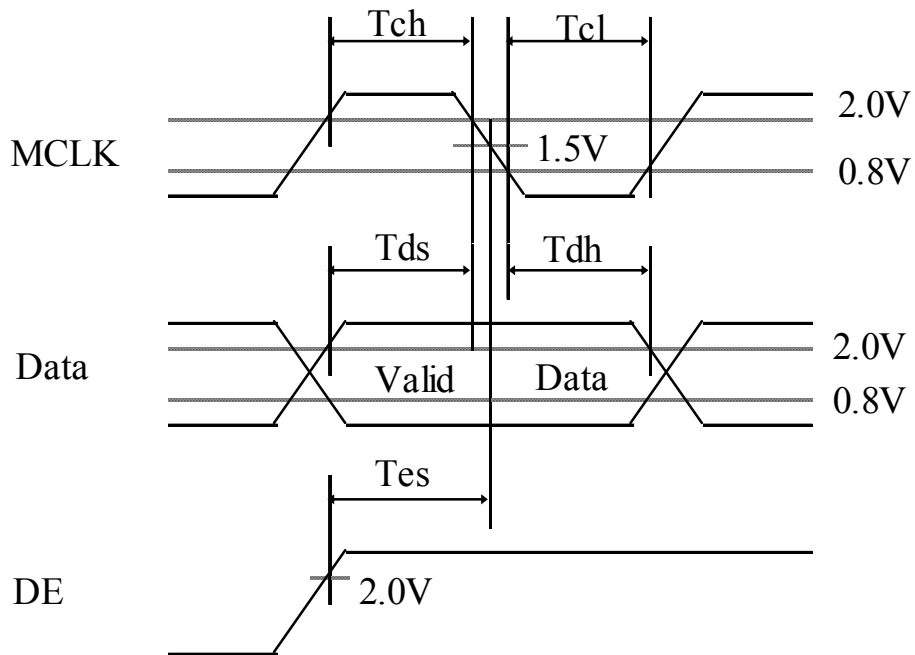 Tch Tcl
2.0V
MCLK 1.5V
0.8V
Tds Tdh
2.0V
Data Valid Data
0.8V
Tes
DE 2.0V